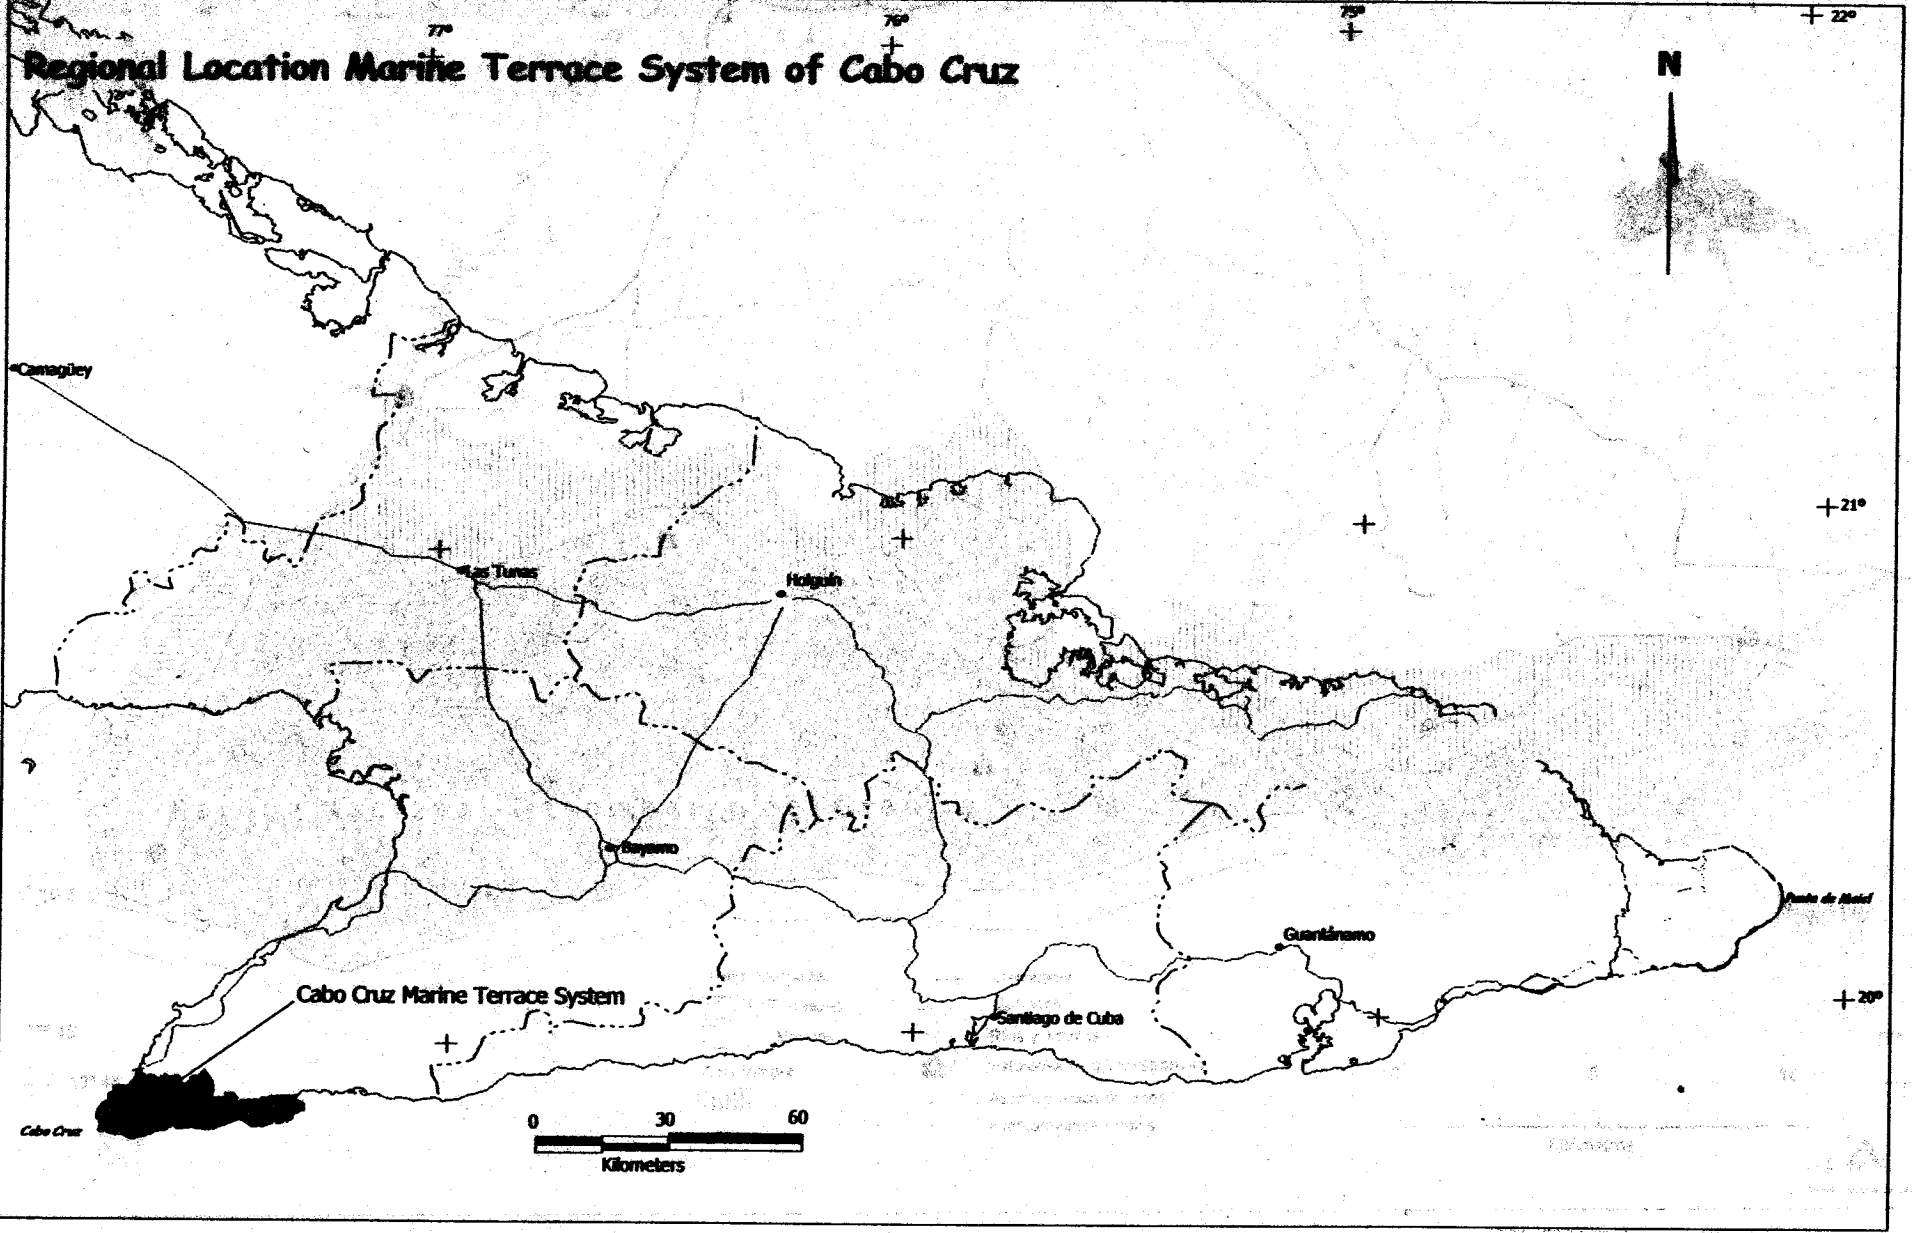 77°
76°
75°
22°
Regional Location Marine Terrace System of Cabo Cruz
N
Camagüey
21°
Las Tunas
Holguín
Bayamo
Guantánamo
Cabo Cruz Marine Terrace System
20°
Santiago de Cuba
0 30 60
Cabo Cruz
Kilometers